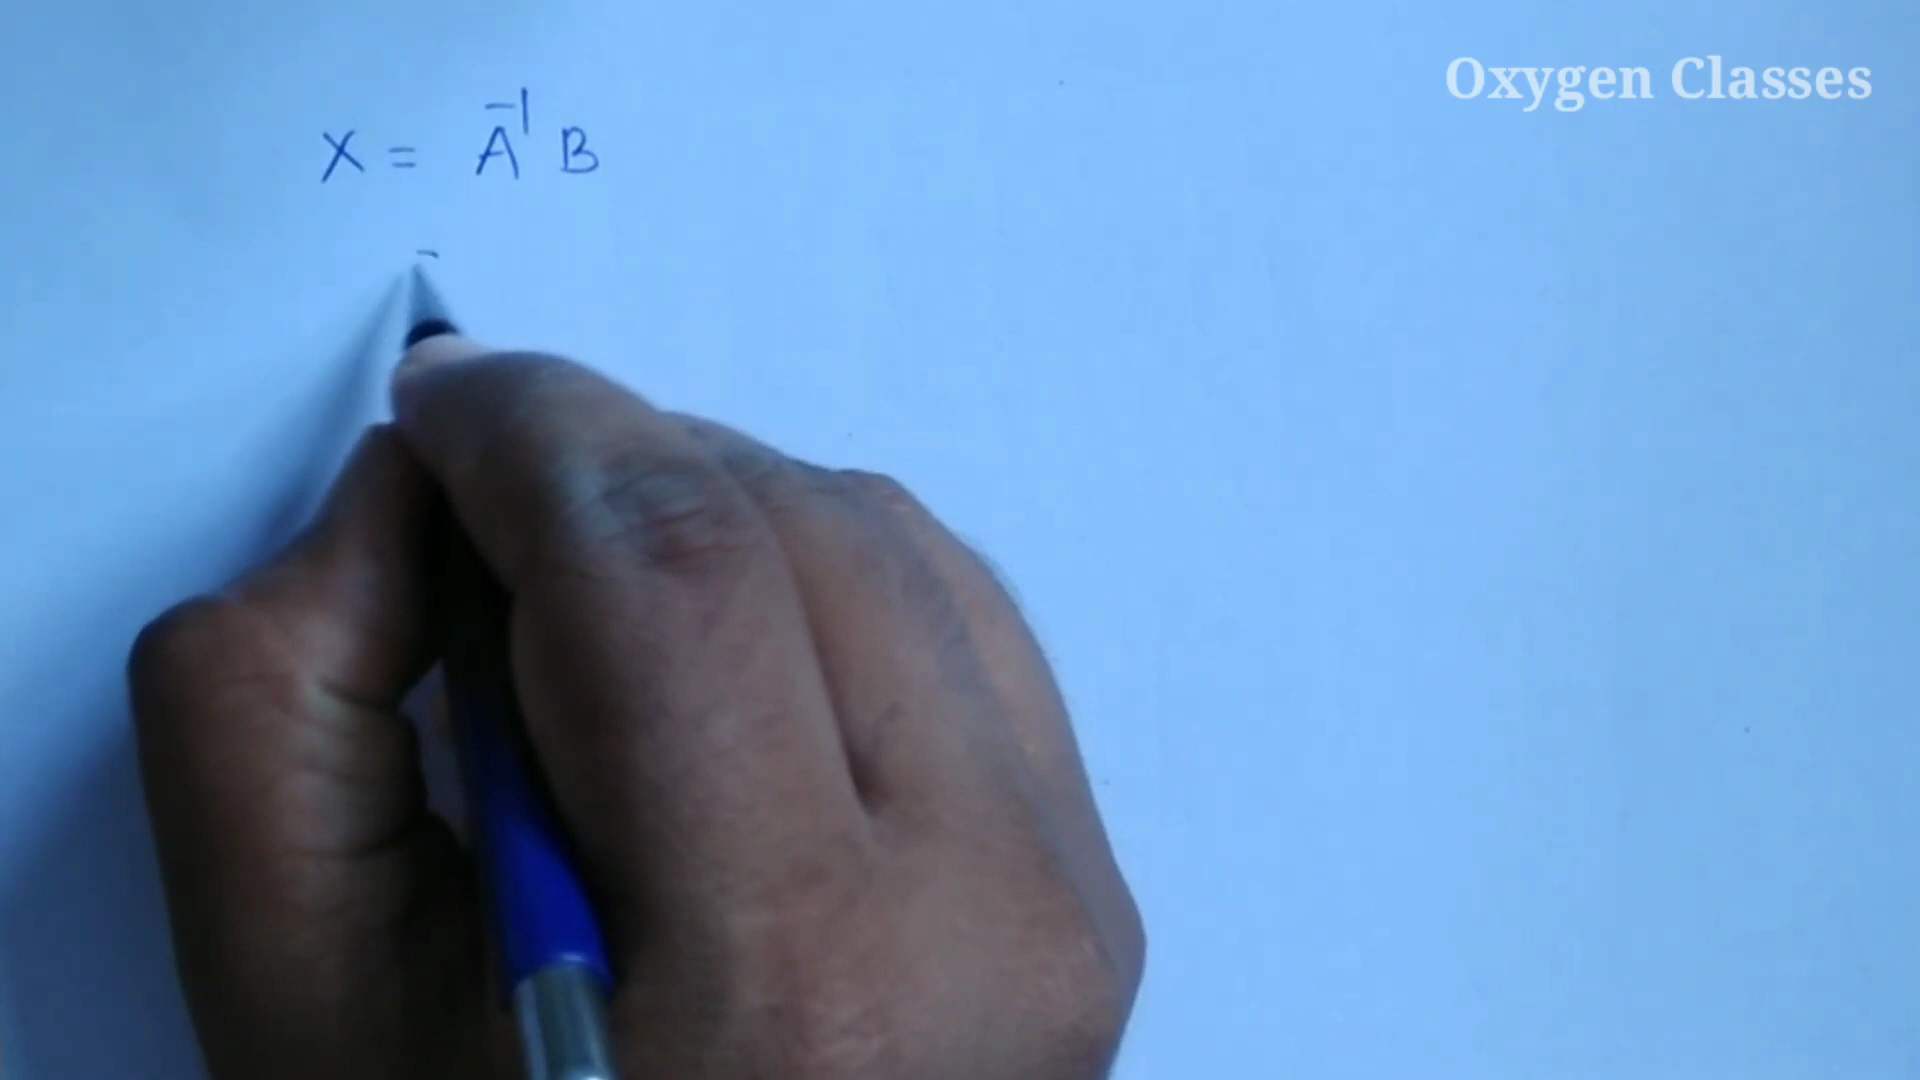 Oxygen Classes
X = A⁻¹ B
-